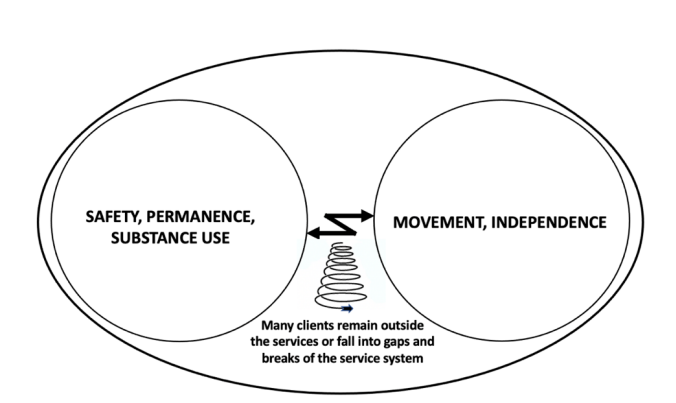 SAFETY, PERMANENCE,
SUBSTANCE USE
MOVEMENT, INDEPENDENCE
Many clients remain outside
the services or fall into gaps and
breaks of the service system